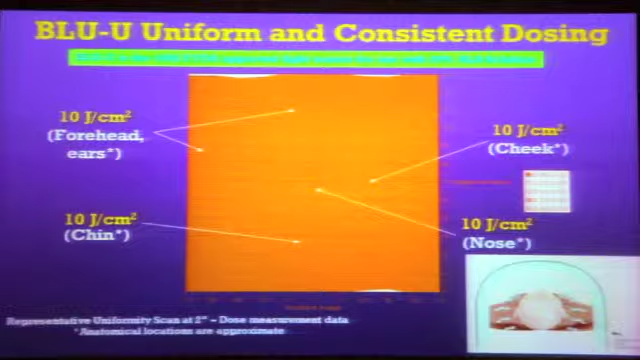 BLU-U Uniform and Consistent Dosing
10 J/cm²
(Forehead,
ears*)
10 J/cm²
(Cheek*)
10 J/cm²
(Chin*)
10 J/cm²
(Nose*)
Representative Uniformity Scan at 2" – Dose measurement data
*Anatomical locations are approximate